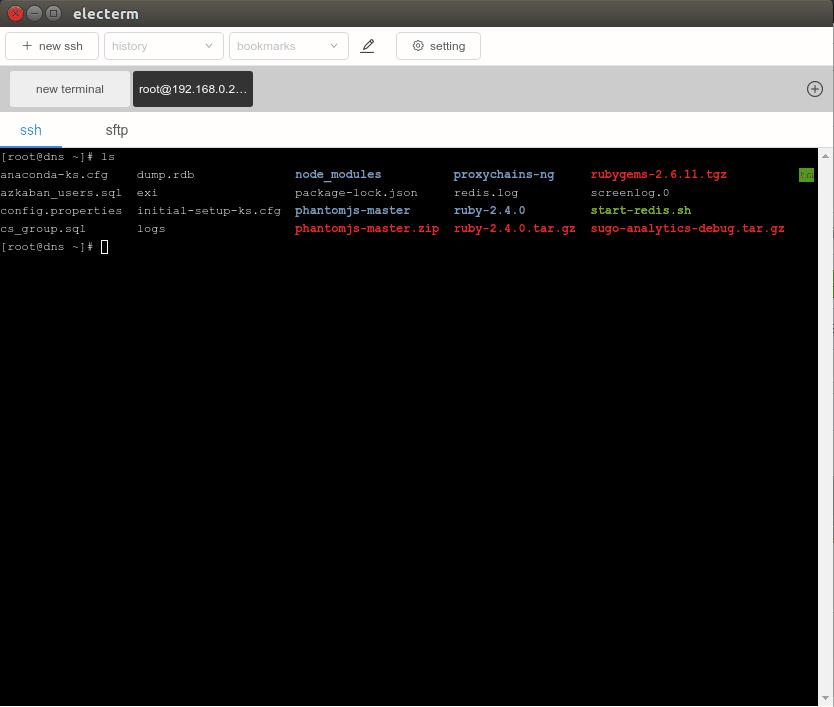 electerm
new ssh history bookmarks setting
new terminal root@192.168.0.2...
ssh sftp
[root@dns ~]# ls
anaconda-ks.cfg dump.rdb node_modules proxychains-ng rubygems-2.6.11.tgz
azkaban_users.sql exi package-lock.json redis.log screenlog.0
config.properties initial-setup-ks.cfg phantomjs-master ruby-2.4.0 start-redis.sh
cs_group.sql logs phantomjs-master.zip ruby-2.4.0.tar.gz sugo-analytics-debug.tar.gz
[root@dns ~]#